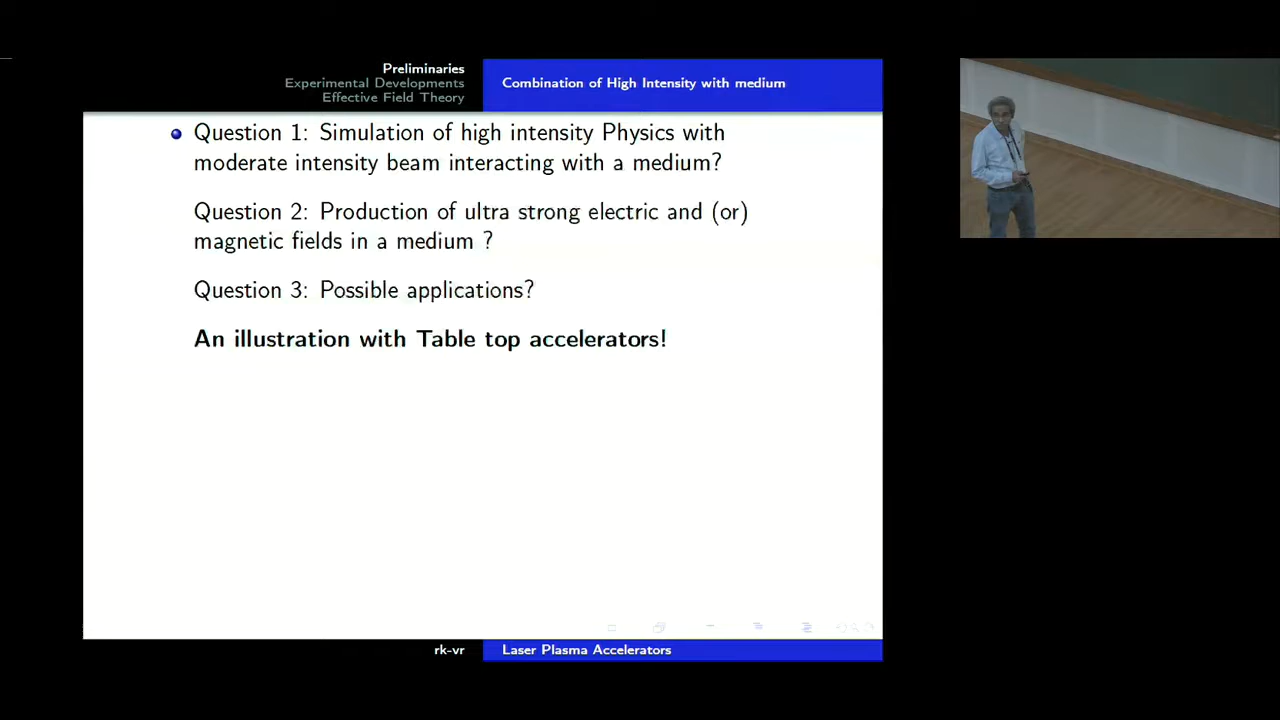 Preliminaries
Experimental Developments
Effective Field Theory
Combination of High Intensity with medium
Question 1: Simulation of high intensity Physics with
moderate intensity beam interacting with a medium?
Question 2: Production of ultra strong electric and (or)
magnetic fields in a medium ?
Question 3: Possible applications?
An illustration with Table top accelerators!
rk-vr
Laser Plasma Accelerators